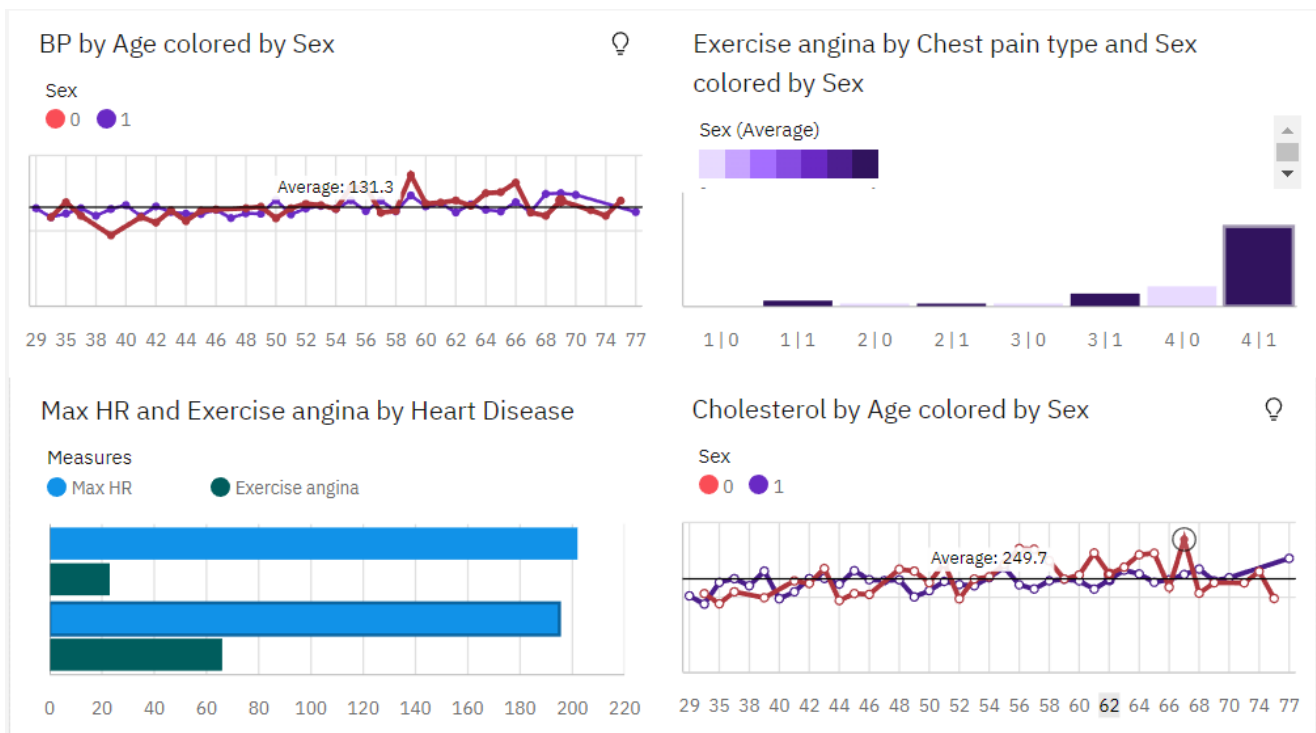 BP by Age colored by Sex
Sex
0 1
Average: 131.3
29 35 38 40 42 44 46 48 50 52 54 56 58 60 62 64 66 68 70 74 77
Exercise angina by Chest pain type and Sex
colored by Sex
Sex (Average)
1|0 1|1 2|0 2|1 3|0 3|1 4|0 4|1
Max HR and Exercise angina by Heart Disease
Measures
Max HR Exercise angina
0 20 40 60 80 100 120 140 160 180 200 220
Cholesterol by Age colored by Sex
Sex
0 1
Average: 249.7
29 35 38 40 42 44 46 48 50 52 54 56 58 60 62 64 66 68 70 74 77